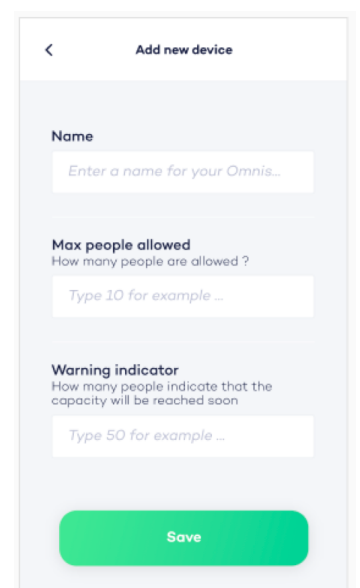 Add new device
Name
Enter a name for your Omnis...
Max people allowed
How many people are allowed ?
Type 10 for example ...
Warning indicator
How many people indicate that the
capacity will be reached soon
Type 50 for example ...
Save